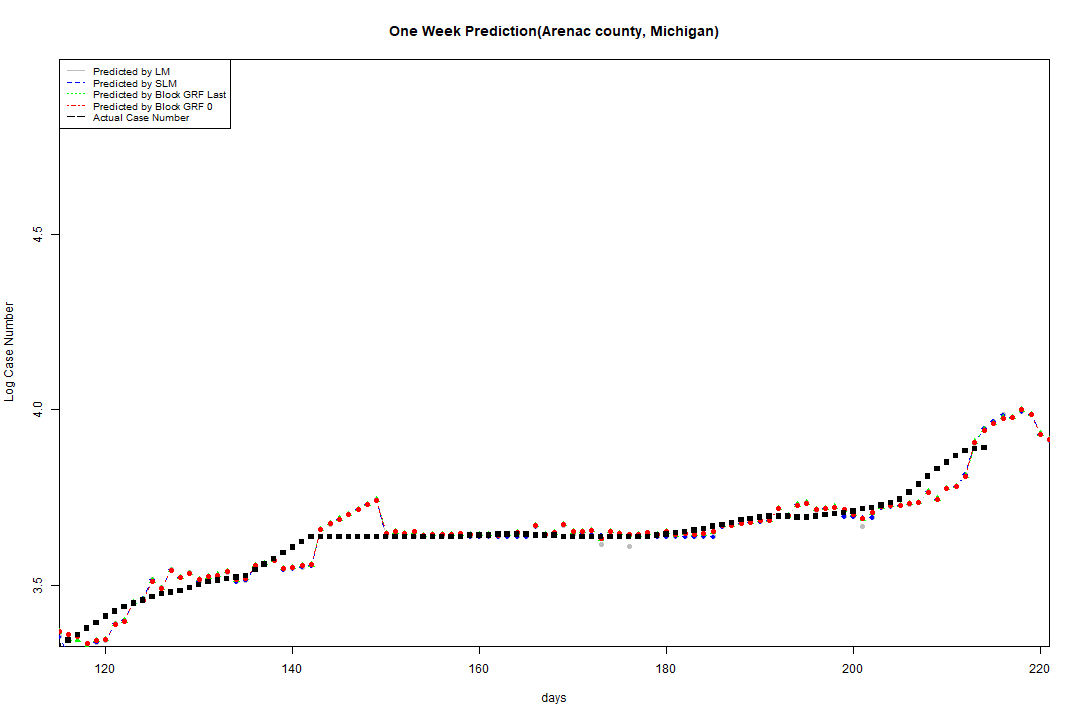 One Week Prediction(Arenac county, Michigan)
Predicted by LM
Predicted by SLM
Predicted by Block GRF Last
Predicted by Block GRF 0
Actual Case Number
4.5
4.0
3.5
Log Case Number
120 140 160 180 200 220
days